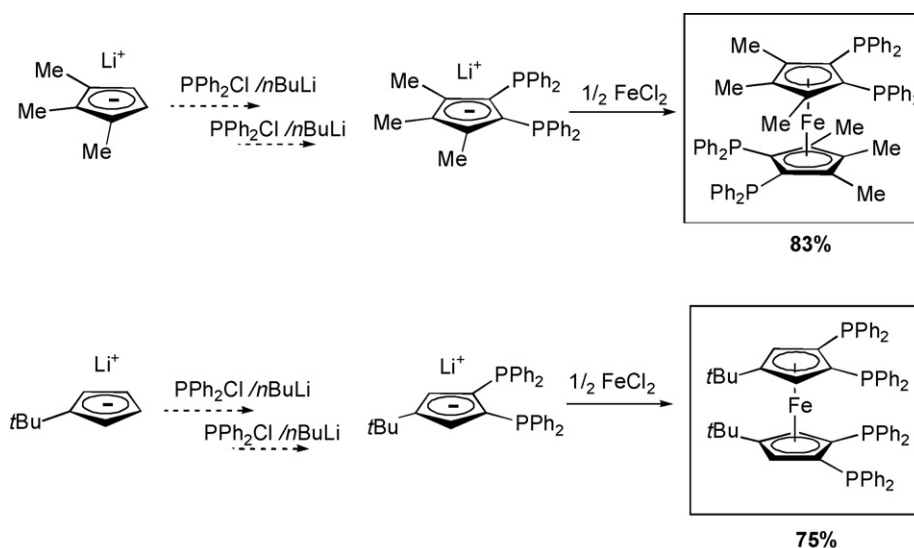 Li⁺
Me
Me
Me
PPh₂Cl /nBuLi
PPh₂Cl /nBuLi
Li⁺
PPh₂
Me
Me
PPh₂
Me
1/2 FeCl₂
Me
PPh₂
Me
PPh₂
Me
Fe
Me
Ph₂P
Me
Ph₂P
Me
83%
Li⁺
tBu
PPh₂Cl /nBuLi
PPh₂Cl /nBuLi
Li⁺
PPh₂
tBu
PPh₂
1/2 FeCl₂
PPh₂
tBu
PPh₂
Fe
tBu
PPh₂
PPh₂
75%